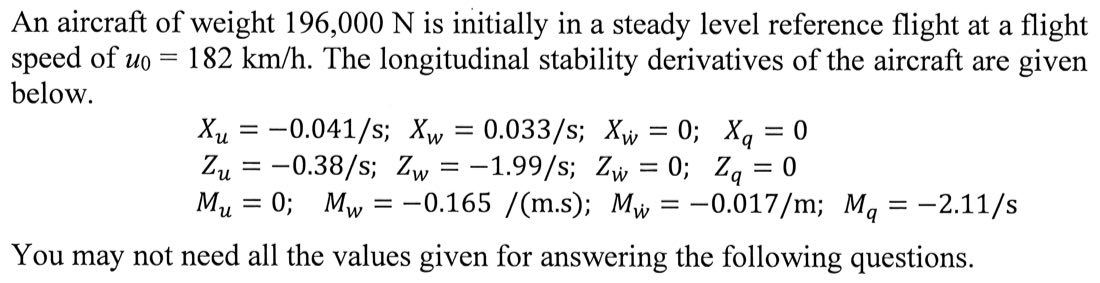 An aircraft of weight 196,000 N is initially in a steady level reference flight at a flight
speed of u₀ = 182 km/h. The longitudinal stability derivatives of the aircraft are given
below.
X_u = −0.041/s; X_w = 0.033/s; X_ẇ = 0; X_q = 0
Z_u = −0.38/s; Z_w = −1.99/s; Z_ẇ = 0; Z_q = 0
M_u = 0; M_w = −0.165 /(m.s); M_ẇ = −0.017/m; M_q = −2.11/s
You may not need all the values given for answering the following questions.